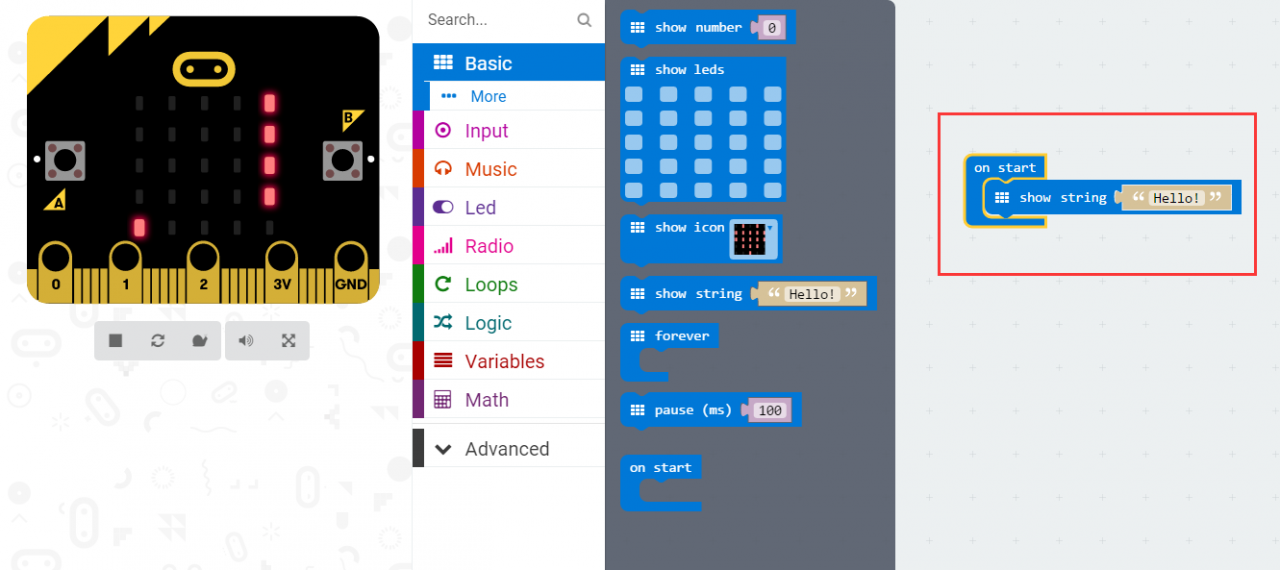 B
A
0
1
2
3V
GND
Search...
Basic
More
Input
Music
Led
Radio
Loops
Logic
Variables
Math
Advanced
show number 0
show leds
show icon
show string “ Hello! ”
forever
pause (ms) 100
on start
on start
show string “ Hello! ”